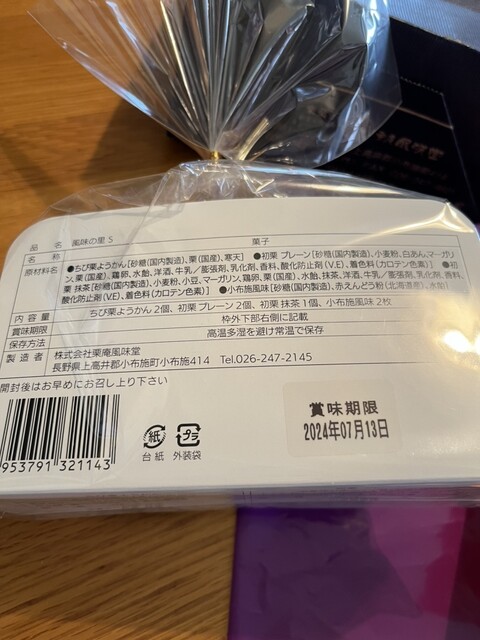 品 名 風味の里 S 菓子
名 称
原材料名 ●ちび栗ようかん[砂糖(国内製造)、栗(国産)、寒天] ●初栗 プレーン[砂糖(国内製造)、小麦粉、白あん、マーガリ
ン、栗(国産)、鶏卵、水飴、洋酒、牛乳／膨張剤、乳化剤、香料、酸化防止剤(V.E)、着色料(カロテン色素)] ●初
栗 抹茶[砂糖(国内製造)、小麦粉、小豆、マーガリン、鶏卵、栗(国産)、水飴、抹茶、洋酒、牛乳／膨張剤、乳化剤、香料、
酸化防止剤(V.E)、着色料(カロテン色素)] ●小布施風味[砂糖(国内製造)、赤えんどう粉(北海道産)、水飴]
内 容 量 ちび栗ようかん 2個、初栗 プレーン 2個、初栗 抹茶 1個、小布施風味 2枚
賞味期限 枠外下部右側に記載
保存方法 高温多湿を避け常温で保存
製 造 者 株式会社栗庵風味堂
長野県上高井郡小布施町小布施414 Tel.026-247-2145
開封後はお早めにお召し上り下さい
953791 321143
紙 プラ
台 紙 外装袋
賞味期限
2024年07月13日